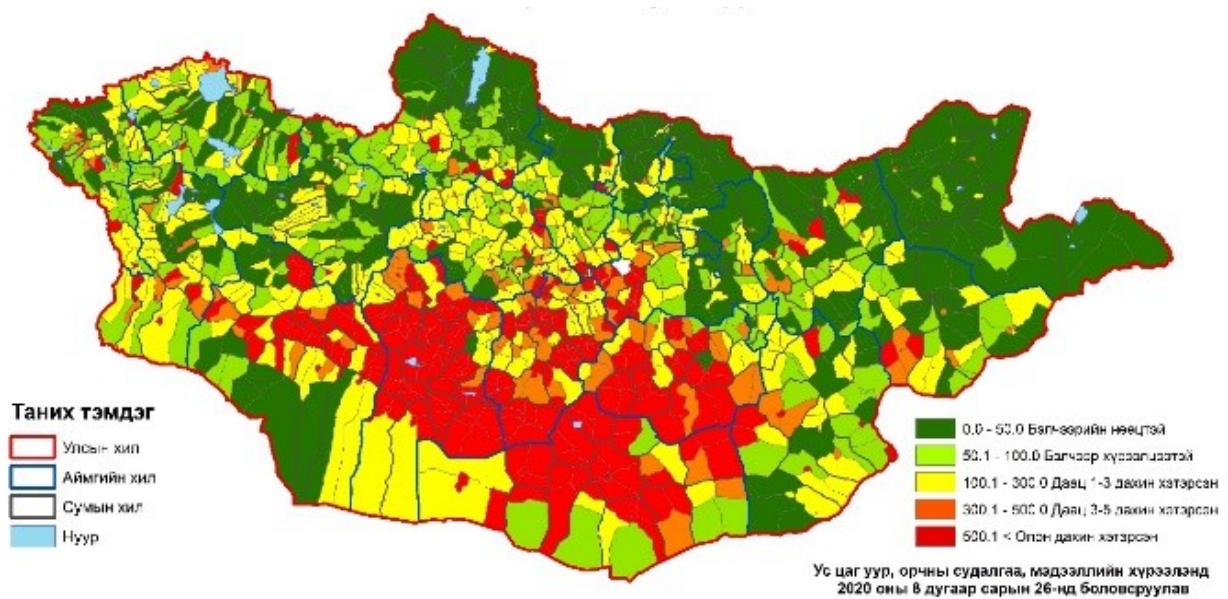 Таних тэмдэг
Улсын хил
Аймгийн хил
Сумын хил
Нуур
0.0 - 50.0 Бэлчээрийн нөөцтэй
50.1 - 100.0 Бэлчээр хүрэлцээтэй
100.1 - 300.0 Даац 1-3 дахин хэтэрсэн
300.1 - 500.0 Даац 3-5 дахин хэтэрсэн
500.1 < Олон дахин хэтэрсэн
Ус цаг уур, орчны судалгаа, мэдээллийн хүрээлэнд
2020 оны 6 дугаар сарын 26-нд боловсруулав